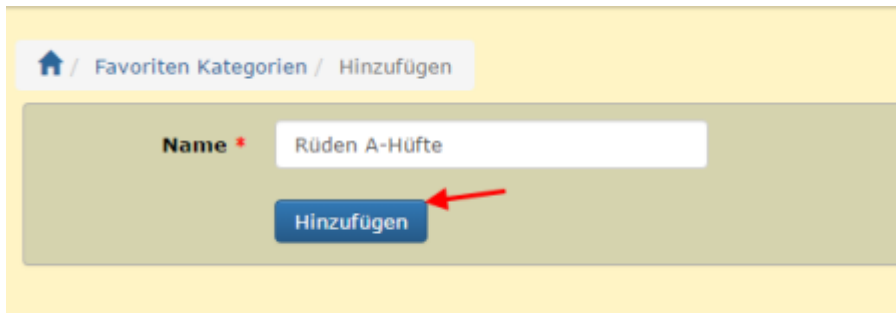 / Favoriten Kategorien / Hinzufügen
Name * Rüden A-Hüfte
Hinzufügen